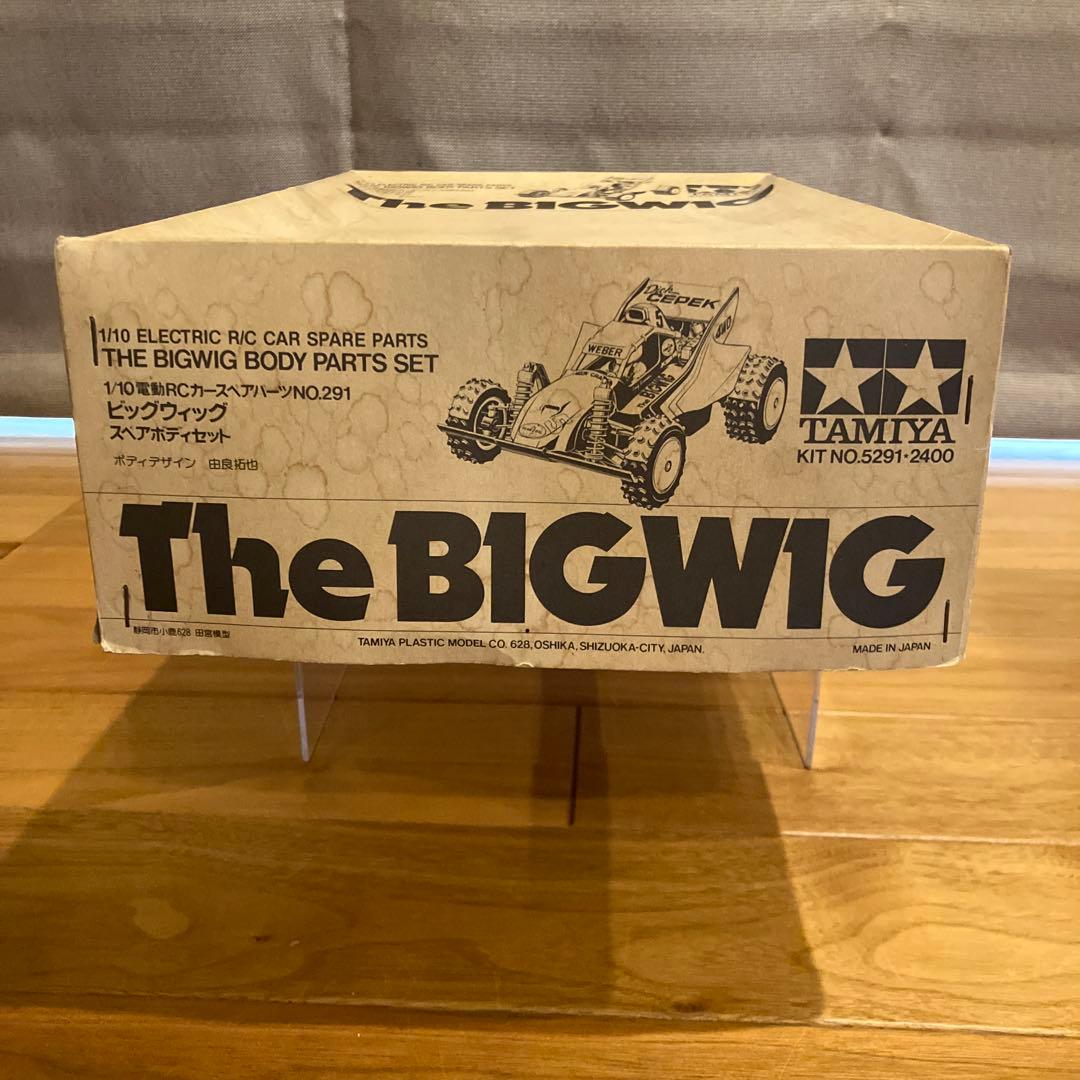 The BIGWIG
1/10 ELECTRIC R/C CAR SPARE PARTS
THE BIGWIG BODY PARTS SET
1/10電動RCカースペアパーツNO.291
ビッグウィッグ
スペアボディセット
ボディデザイン 由良拓也
Dick
CEPEK
WEBER
4WD
TAMIYA
KIT NO.5291・2400
The BIGWIG
静岡市小鹿628 田宮模型
TAMIYA PLASTIC MODEL CO. 628, OSHIKA, SHIZUOKA-CITY, JAPAN.
MADE IN JAPAN